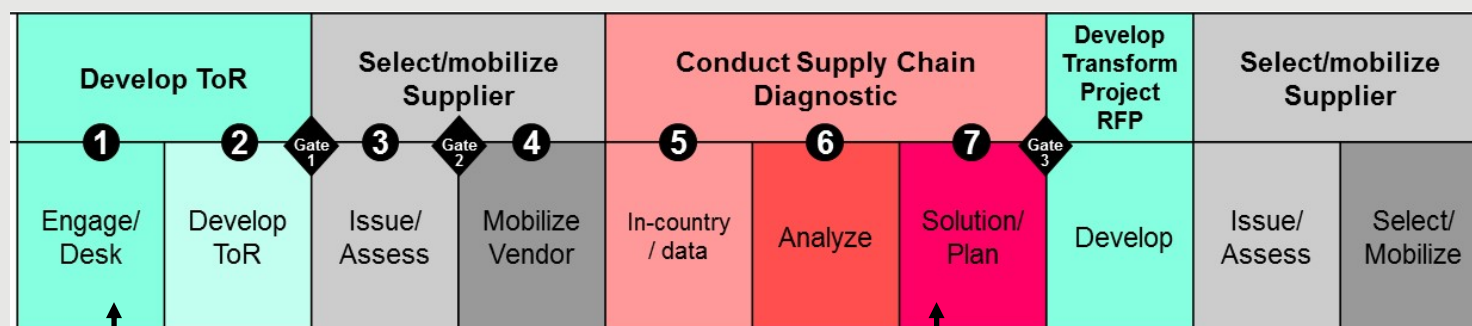 Develop ToR
Select/mobilize
Supplier
Conduct Supply Chain
Diagnostic
Develop
Transform
Project
RFP
Select/mobilize
Supplier
1
2
Gate
1
3
Gate
2
4
5
6
7
Gate
3
Engage/
Desk
Develop
ToR
Issue/
Assess
Mobilize
Vendor
In-country
/ data
Analyze
Solution/
Plan
Develop
Issue/
Assess
Select/
Mobilize